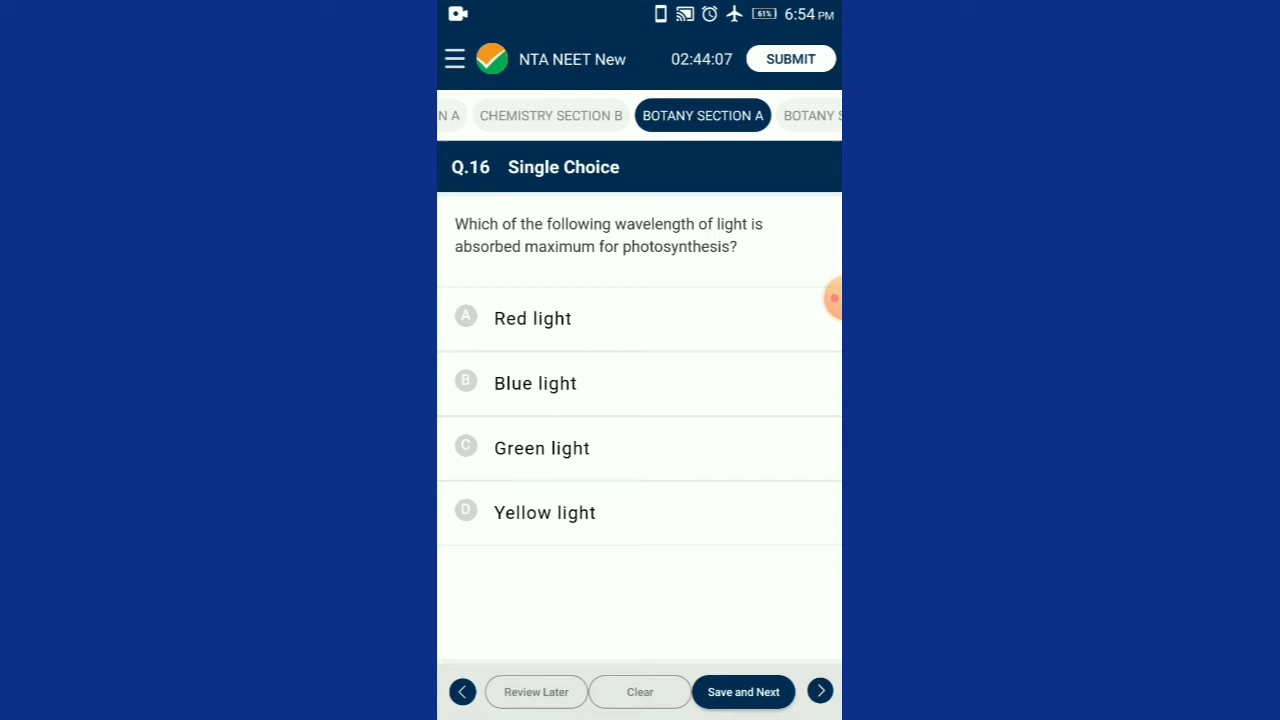 61% 6:54 PM
NTA NEET New 02:44:07 SUBMIT
N A CHEMISTRY SECTION B BOTANY SECTION A BOTANY S
Q.16 Single Choice
Which of the following wavelength of light is
absorbed maximum for photosynthesis?
A Red light
B Blue light
C Green light
D Yellow light
Review Later Clear Save and Next